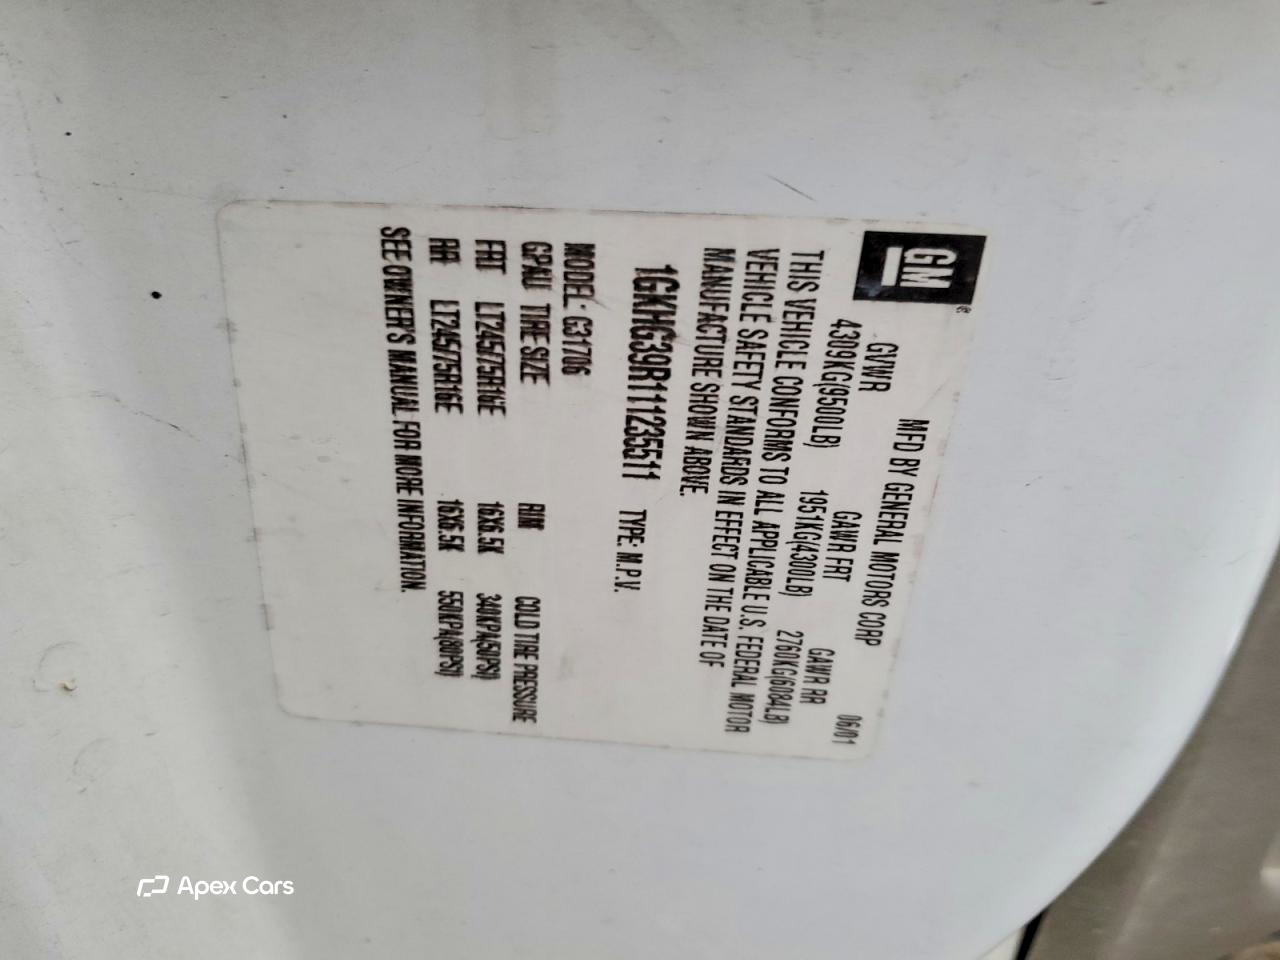 GM®
MFD BY GENERAL MOTORS CORP 06/01
GVWR GAWR FRT GAWR RR
4309KG(9500LB) 1951KG(4300LB) 2760KG(6084LB)
THIS VEHICLE CONFORMS TO ALL APPLICABLE U.S. FEDERAL MOTOR
VEHICLE SAFETY STANDARDS IN EFFECT ON THE DATE OF
MANUFACTURE SHOWN ABOVE.
1GKHG39R111235511 TYPE: M.P.V.
MODEL: G31706
GPAU TIRE SIZE RIM COLD TIRE PRESSURE
FRT LT245/75R16E 16X6.5K 340KPA(50PSI)
RR LT245/75R16E 16X6.5K 550KPA(80PSI)
SEE OWNER'S MANUAL FOR MORE INFORMATION.
Apex Cars